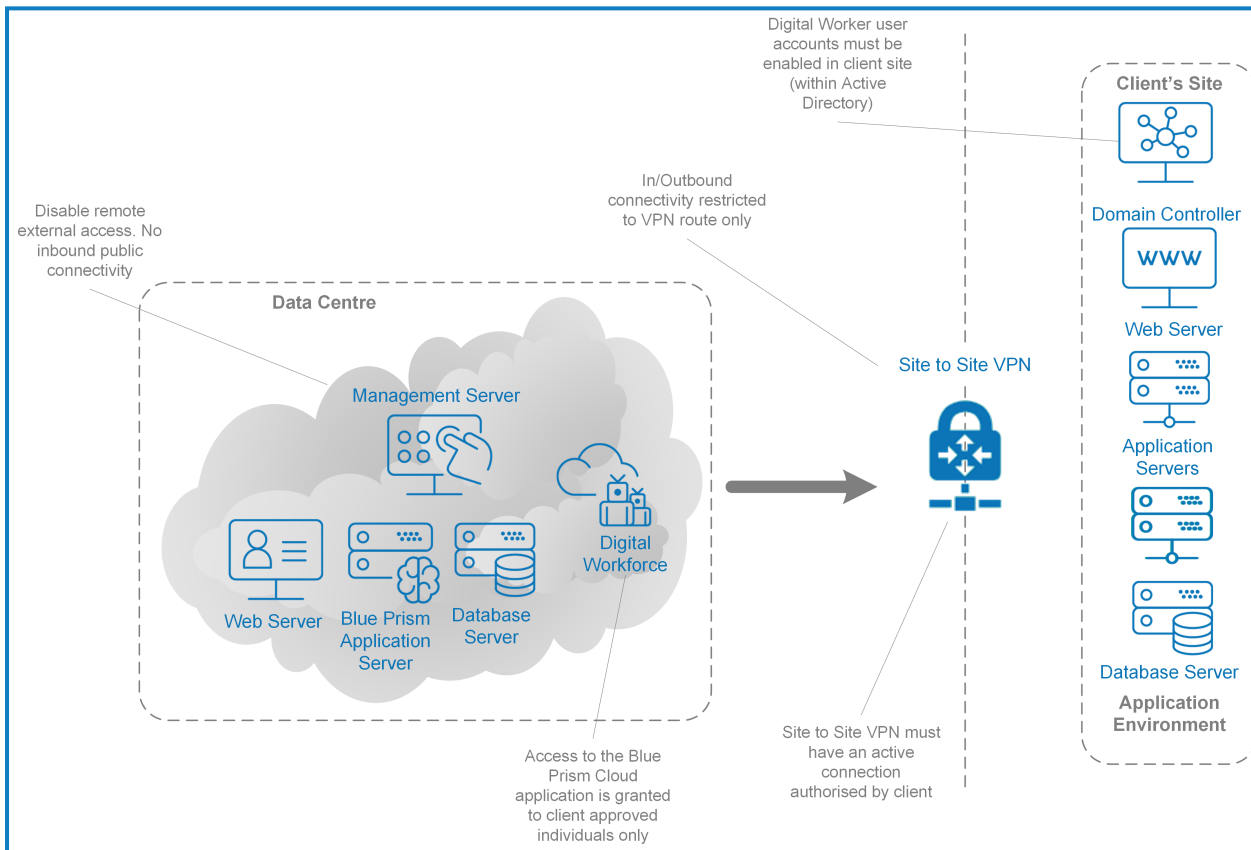 Digital Worker user
accounts must be
enabled in client site
(within Active
Directory)
Client's Site
Domain Controller
WWW
Web Server
Application
Servers
Database Server
Application
Environment
In/Outbound
connectivity restricted
to VPN route only
Disable remote
external access. No
inbound public
connectivity
Data Centre
Management Server
Web Server
Blue Prism
Application
Server
Database
Server
Digital
Workforce
Site to Site VPN
Access to the Blue
Prism Cloud
application is granted
to client approved
individuals only
Site to Site VPN must
have an active
connection
authorised by client